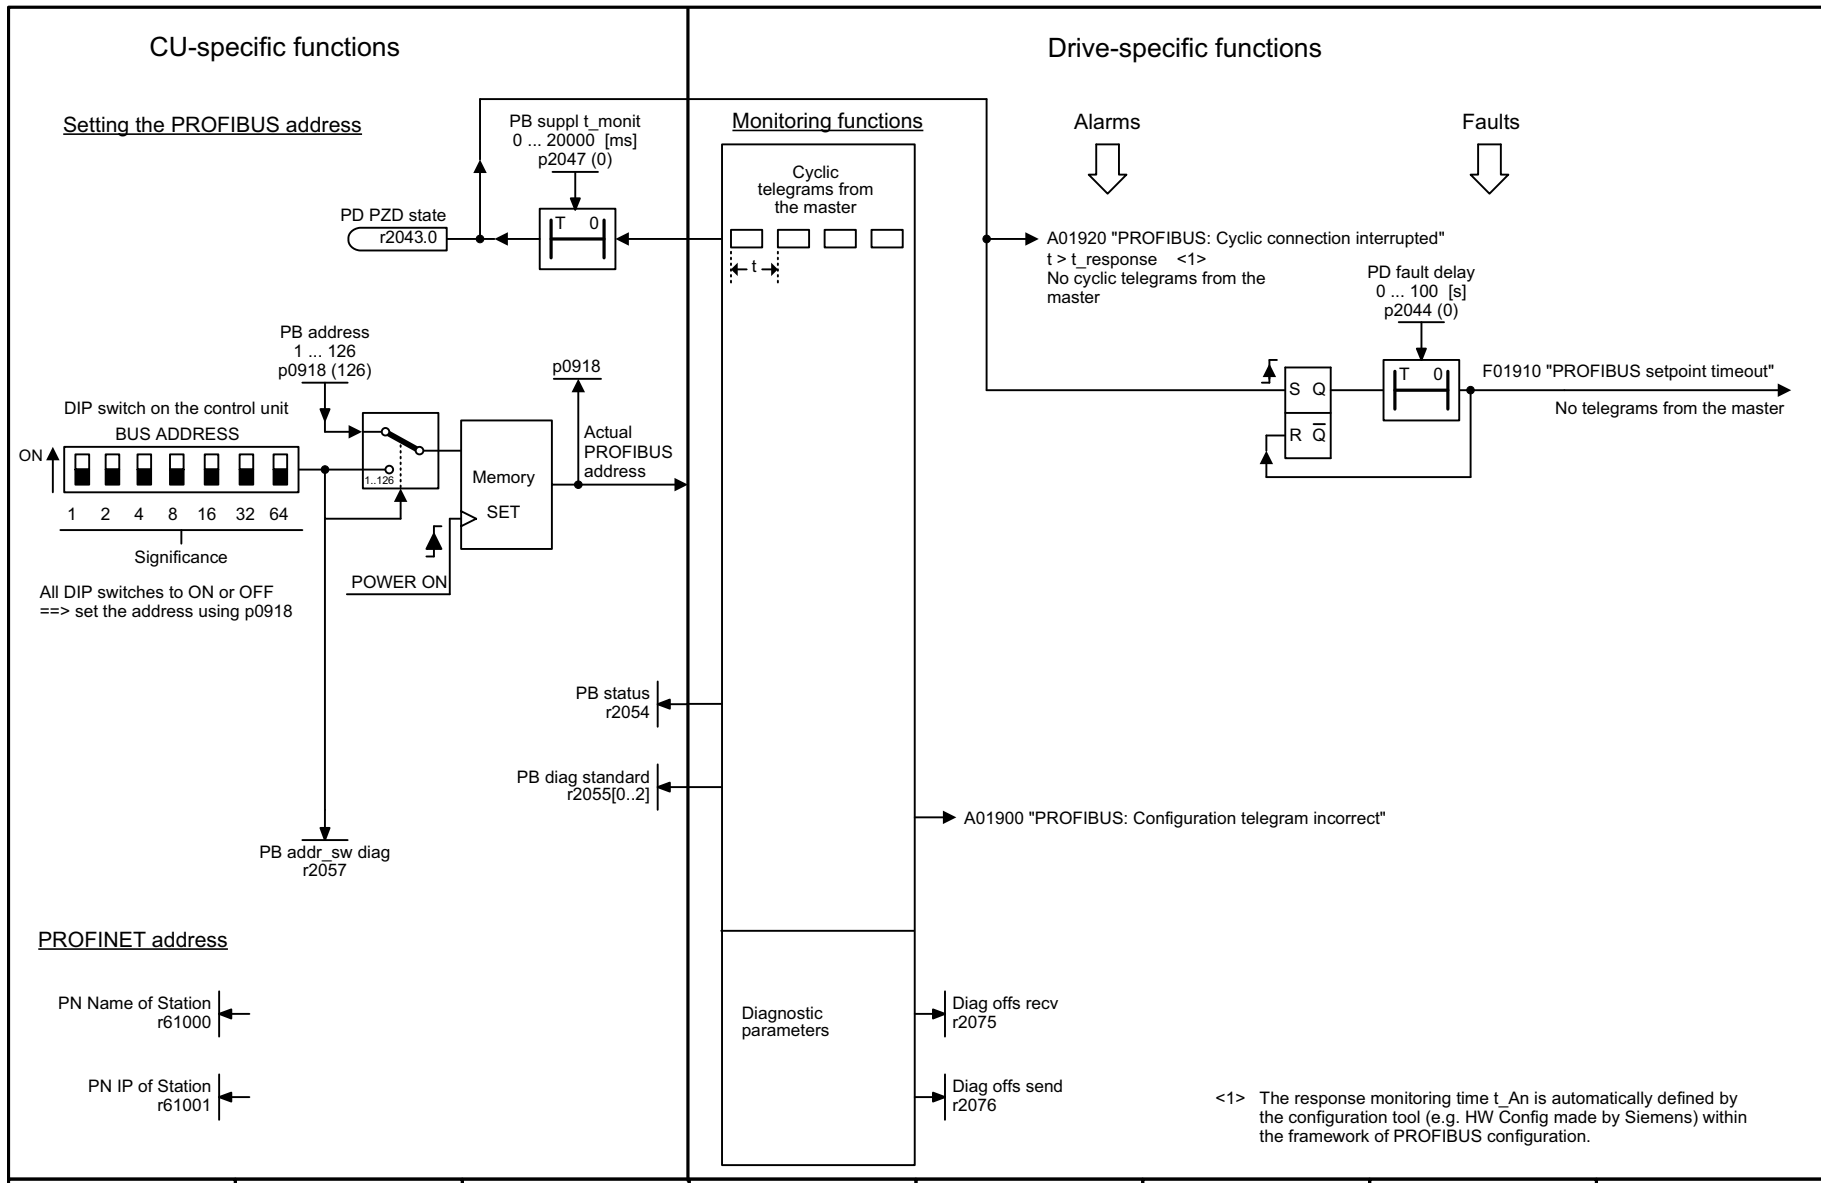 CU-specific functions
Drive-specific functions
Setting the PROFIBUS address
PB suppl t_monit
0 ... 20000 [ms]
p2047 (0)
Monitoring functions
Alarms
Faults
Cyclic
telegrams from
the master
PD PZD state
r2043.0
T 0
t
A01920 "PROFIBUS: Cyclic connection interrupted"
t > t_response <1>
No cyclic telegrams from the
master
PD fault delay
0 ... 100 [s]
p2044 (0)
PB address
1 ... 126
p0918 (126)
p0918
S Q
R Q̅
T 0
F01910 "PROFIBUS setpoint timeout"
No telegrams from the master
DIP switch on the control unit
BUS ADDRESS
ON
1..126
Memory
SET
Actual
PROFIBUS
address
1 2 4 8 16 32 64
Significance
POWER ON
All DIP switches to ON or OFF
==> set the address using p0918
PB status
r2054
PB diag standard
r2055[0..2]
A01900 "PROFIBUS: Configuration telegram incorrect"
PB addr_sw diag
r2057
PROFINET address
PN Name of Station
r61000
PN IP of Station
r61001
Diagnostic
parameters
Diag offs recv
r2075
Diag offs send
r2076
<1> The response monitoring time t_An is automatically defined by
the configuration tool (e.g. HW Config made by Siemens) within
the framework of PROFIBUS configuration.